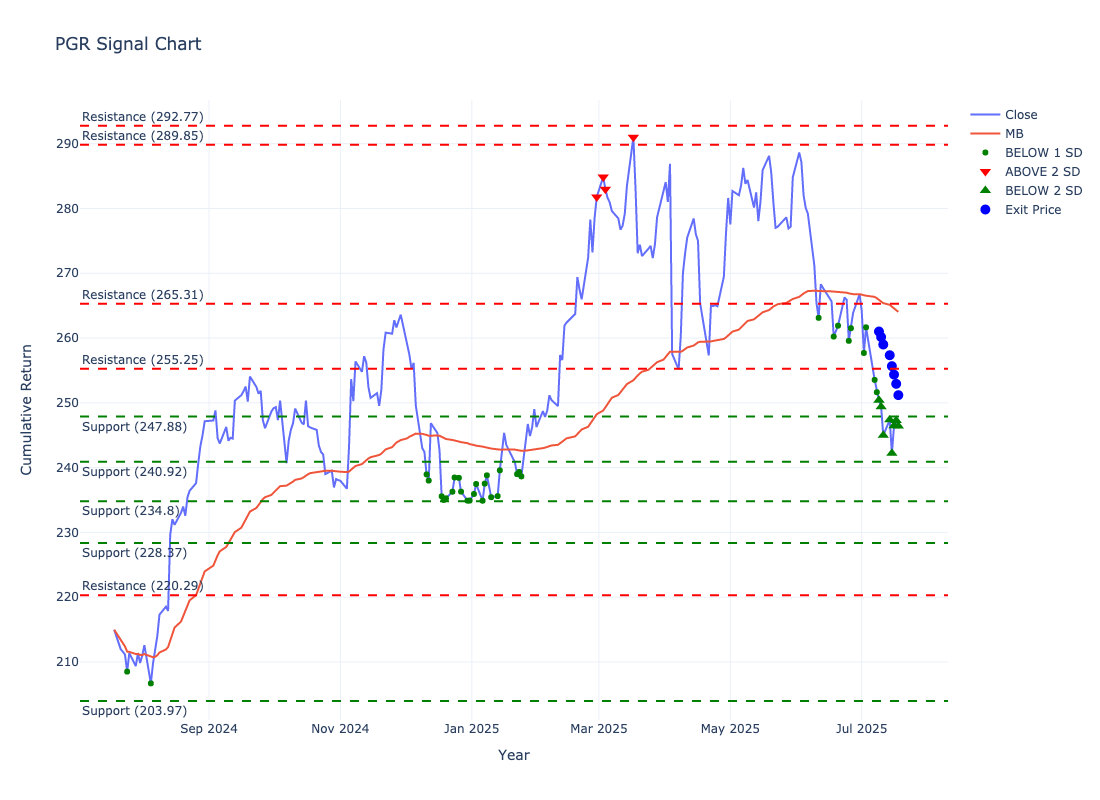 PGR Signal Chart
Resistance (292.77)
Resistance (289.85)
Resistance (265.31)
Resistance (255.25)
Support (247.88)
Support (240.92)
Support (234.8)
Support (228.37)
Resistance (220.29)
Support (203.97)
290
280
270
260
250
240
230
220
210
Cumulative Return
Sep 2024
Nov 2024
Jan 2025
Mar 2025
May 2025
Jul 2025
Year
Close
MB
BELOW 1 SD
ABOVE 2 SD
BELOW 2 SD
Exit Price